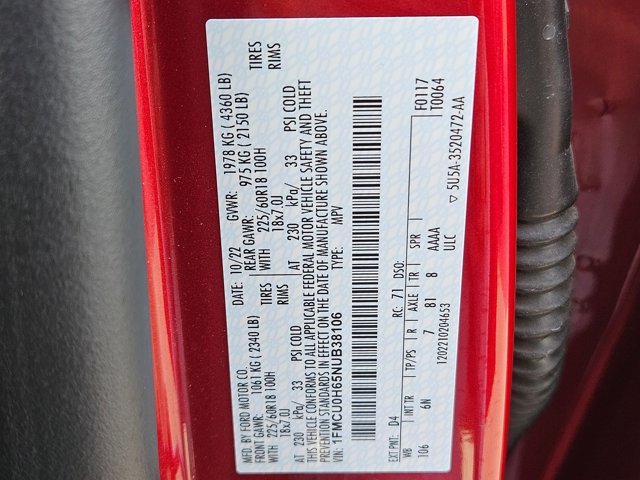 MFD. BY FORD MOTOR CO.
DATE: 10/22 GVWR: 1978 KG ( 4360 LB)
FRONT GAWR: 1061 KG ( 2340 LB) REAR GAWR: 975 KG ( 2150 LB)
WITH 225/60R18 100H TIRES WITH 225/60R18 100H TIRES
18x7.0J RIMS 18x7.0J RIMS
AT 230 kPa/ 33 PSI COLD AT 230 kPa/ 33 PSI COLD
THIS VEHICLE CONFORMS TO ALL APPLICABLE FEDERAL MOTOR VEHICLE SAFETY AND THEFT
PREVENTION STANDARDS IN EFFECT ON THE DATE OF MANUFACTURE SHOWN ABOVE.
VIN: 1FMCU0H65NUB38106 TYPE: MPV
F0117
T0064
EXT PNT: D4 RC: 71 DSO:
WB INT TR TP/PS R AXLE TR SPR
106 6N 7 81 8 AAAA
ULC
1202210204653 ▽ 5U5A-3520472-AA